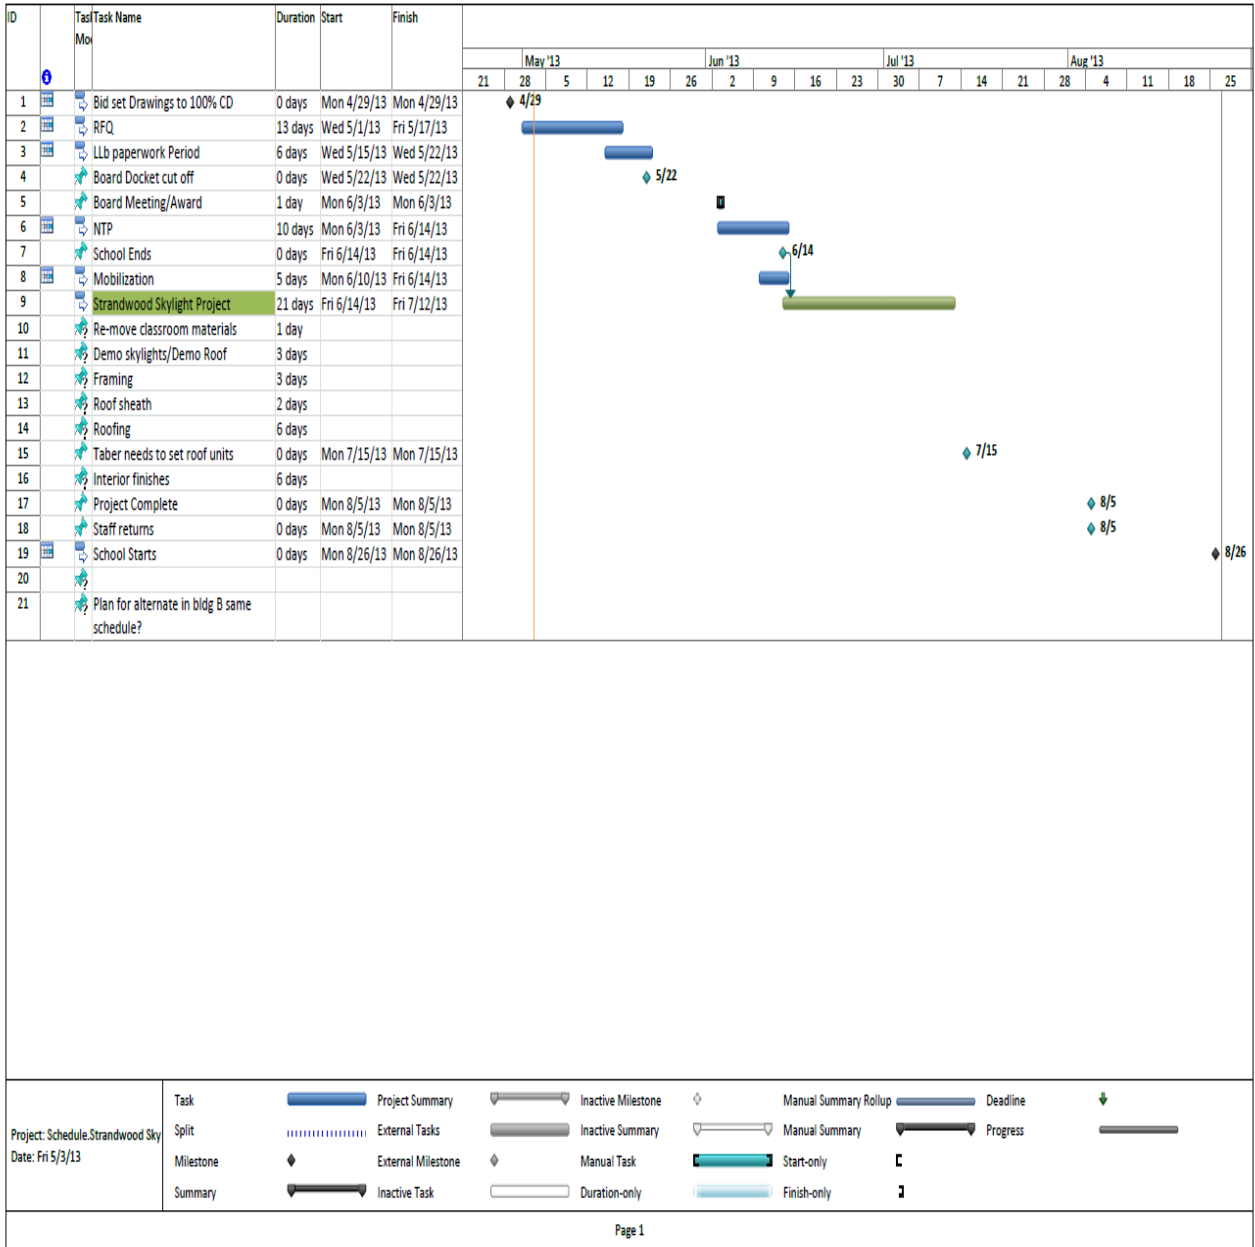 ID Tas Task Name Duration Start Finish
Mo
May '13 Jun '13 Jul '13 Aug '13
21 28 5 12 19 26 2 9 16 23 30 7 14 21 28 4 11 18 25
1 Bid set Drawings to 100% CD 0 days Mon 4/29/13 Mon 4/29/13 4/29
2 RFQ 13 days Wed 5/1/13 Fri 5/17/13
3 LLb paperwork Period 6 days Wed 5/15/13 Wed 5/22/13
4 Board Docket cut off 0 days Wed 5/22/13 Wed 5/22/13 5/22
5 Board Meeting/Award 1 day Mon 6/3/13 Mon 6/3/13
6 NTP 10 days Mon 6/3/13 Fri 6/14/13
7 School Ends 0 days Fri 6/14/13 Fri 6/14/13 6/14
8 Mobilization 5 days Mon 6/10/13 Fri 6/14/13
9 Strandwood Skylight Project 21 days Fri 6/14/13 Fri 7/12/13
10 Re-move classroom materials 1 day
11 Demo skylights/Demo Roof 3 days
12 Framing 3 days
13 Roof sheath 2 days
14 Roofing 6 days
15 Taber needs to set roof units 0 days Mon 7/15/13 Mon 7/15/13 7/15
16 Interior finishes 6 days
17 Project Complete 0 days Mon 8/5/13 Mon 8/5/13 8/5
18 Staff returns 0 days Mon 8/5/13 Mon 8/5/13 8/5
19 School Starts 0 days Mon 8/26/13 Mon 8/26/13 8/26
20
21 Plan for alternate in bldg B same
schedule?
Project: Schedule.Strandwood Sky
Date: Fri 5/3/13
Task Project Summary Inactive Milestone Manual Summary Rollup Deadline
Split External Tasks Inactive Summary Manual Summary Progress
Milestone External Milestone Manual Task Start-only
Summary Inactive Task Duration-only Finish-only
Page 1